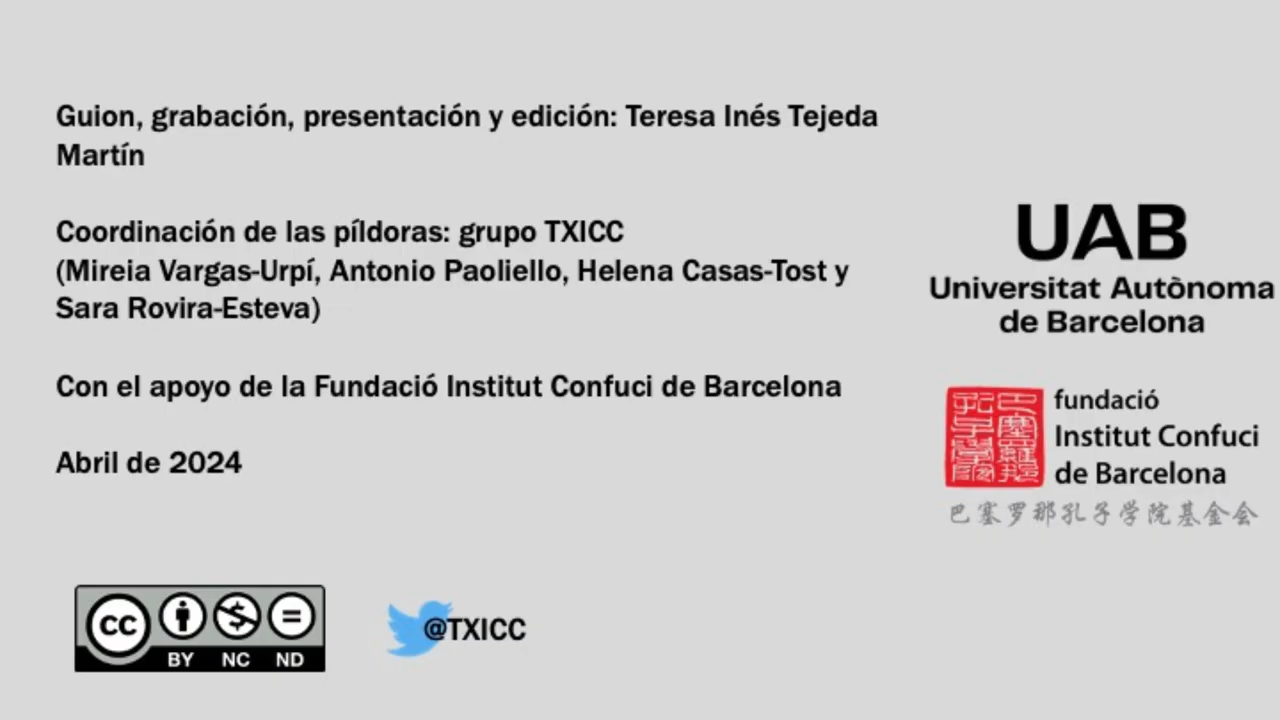 Guion, grabación, presentación y edición: Teresa Inés Tejeda
Martín
Coordinación de las píldoras: grupo TXICC
(Mireia Vargas-Urpí, Antonio Paoliello, Helena Casas-Tost y
Sara Rovira-Esteva)
Con el apoyo de la Fundació Institut Confuci de Barcelona
Abril de 2024
UAB
Universitat Autònoma
de Barcelona
fundació
Institut Confuci
de Barcelona
巴塞罗那孔子学院基金会
CC
BY NC ND
@TXICC